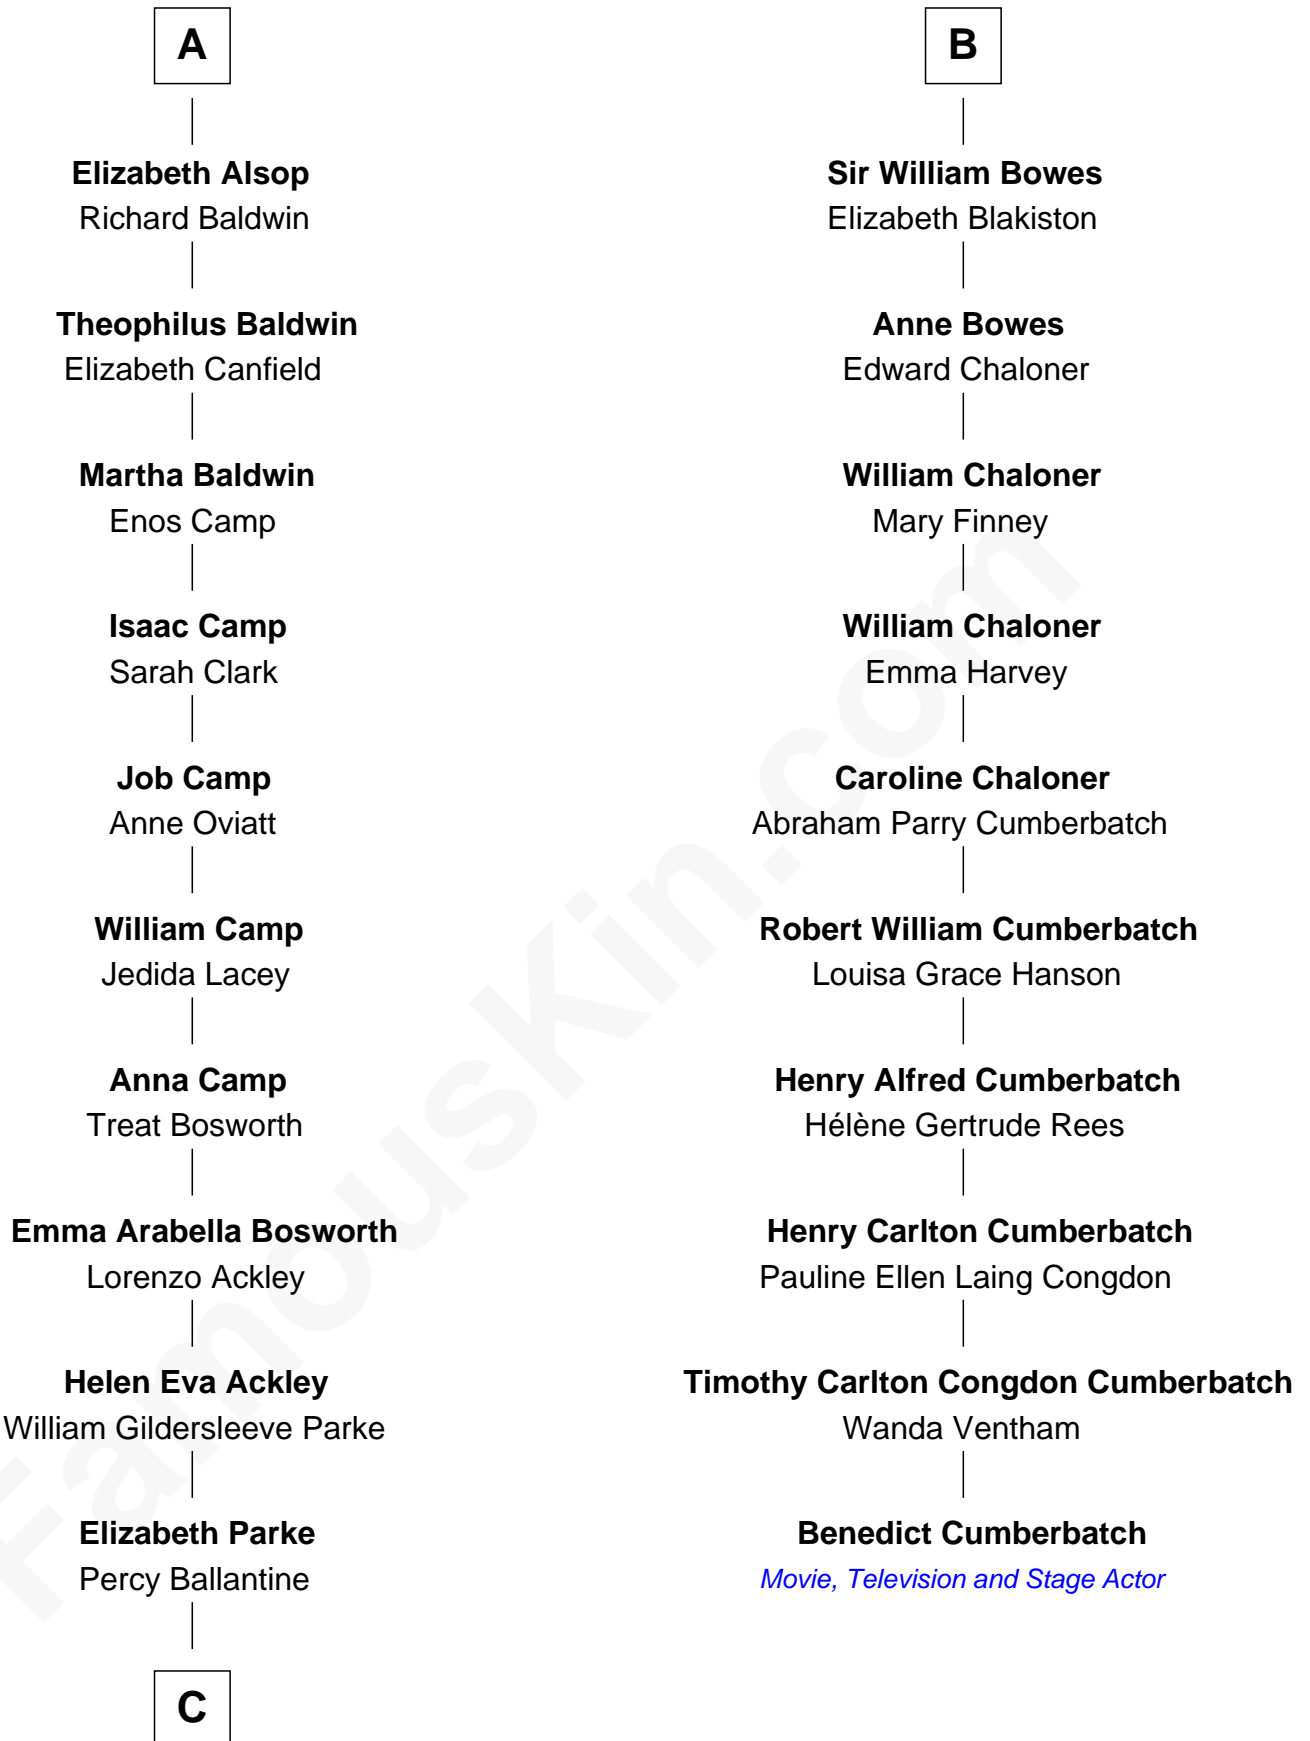 A
Elizabeth Alsop
Richard Baldwin
Theophilus Baldwin
Elizabeth Canfield
Martha Baldwin
Enos Camp
Isaac Camp
Sarah Clark
Job Camp
Anne Oviatt
William Camp
Jedida Lacey
Anna Camp
Treat Bosworth
Emma Arabella Bosworth
Lorenzo Ackley
Helen Eva Ackley
William Gildersleeve Parke
Elizabeth Parke
Percy Ballantine
C
B
Sir William Bowes
Elizabeth Blakiston
Anne Bowes
Edward Chaloner
William Chaloner
Mary Finney
William Chaloner
Emma Harvey
Caroline Chaloner
Abraham Parry Cumberbatch
Robert William Cumberbatch
Louisa Grace Hanson
Henry Alfred Cumberbatch
Hélène Gertrude Rees
Henry Carlton Cumberbatch
Pauline Ellen Laing Congdon
Timothy Carlton Congdon Cumberbatch
Wanda Ventham
Benedict Cumberbatch
Movie, Television and Stage Actor
FamousKin.com